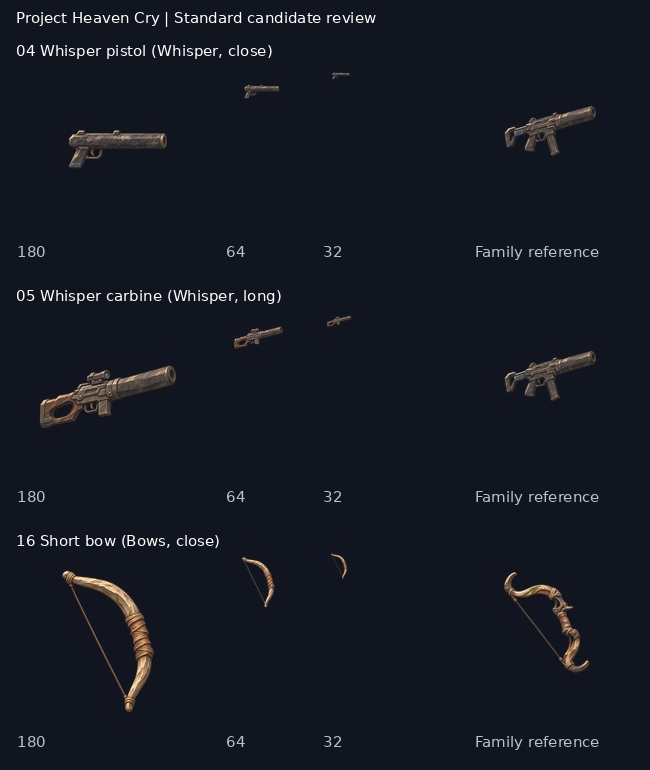 Project Heaven Cry | Standard candidate review
04 Whisper pistol (Whisper, close)
180 64 32 Family reference
05 Whisper carbine (Whisper, long)
180 64 32 Family reference
16 Short bow (Bows, close)
180 64 32 Family reference